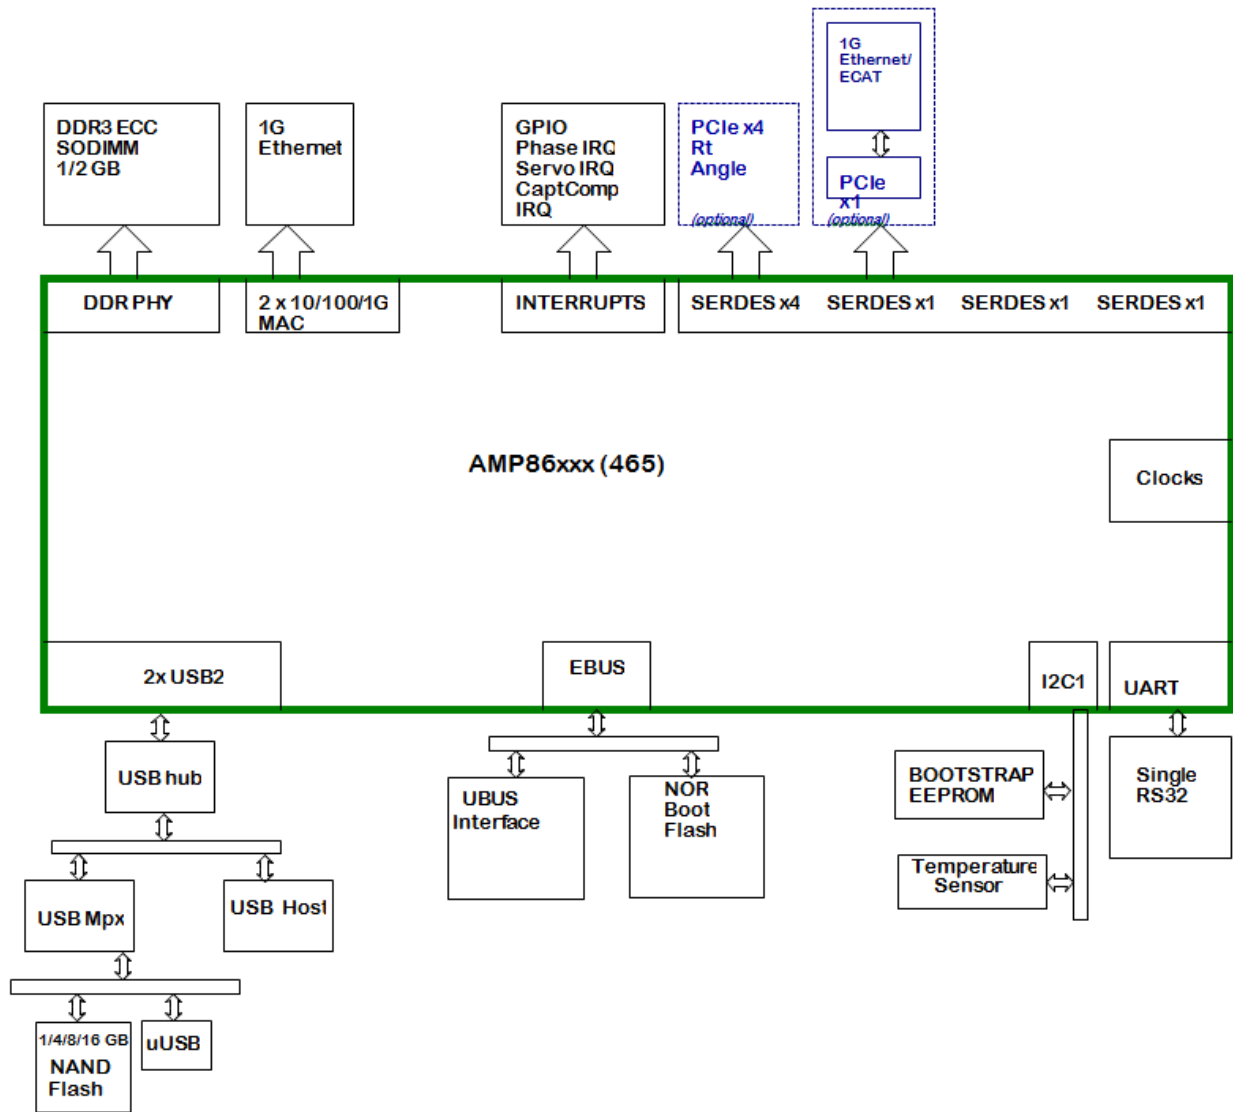 1G
Ethernet/
ECAT
DDR3 ECC
SODIMM
1/2 GB
1G
Ethernet
GPIO
Phase IRQ
Servo IRQ
CaptComp
IRQ
PCIe x4
Rt
Angle
(optional)
PCIe
x1
(optional)
DDR PHY
2 x 10/100/1G
MAC
INTERRUPTS
SERDES x4
SERDES x1
SERDES x1
SERDES x1
AMP86xxx (465)
Clocks
2x USB2
EBUS
I2C1
UART
USB hub
UBUS
Interface
NOR
Boot
Flash
BOOTSTRAP
EEPROM
Single
RS32
Temperature
Sensor
USB Mpx
USB Host
1/4/8/16 GB
NAND
Flash
uUSB